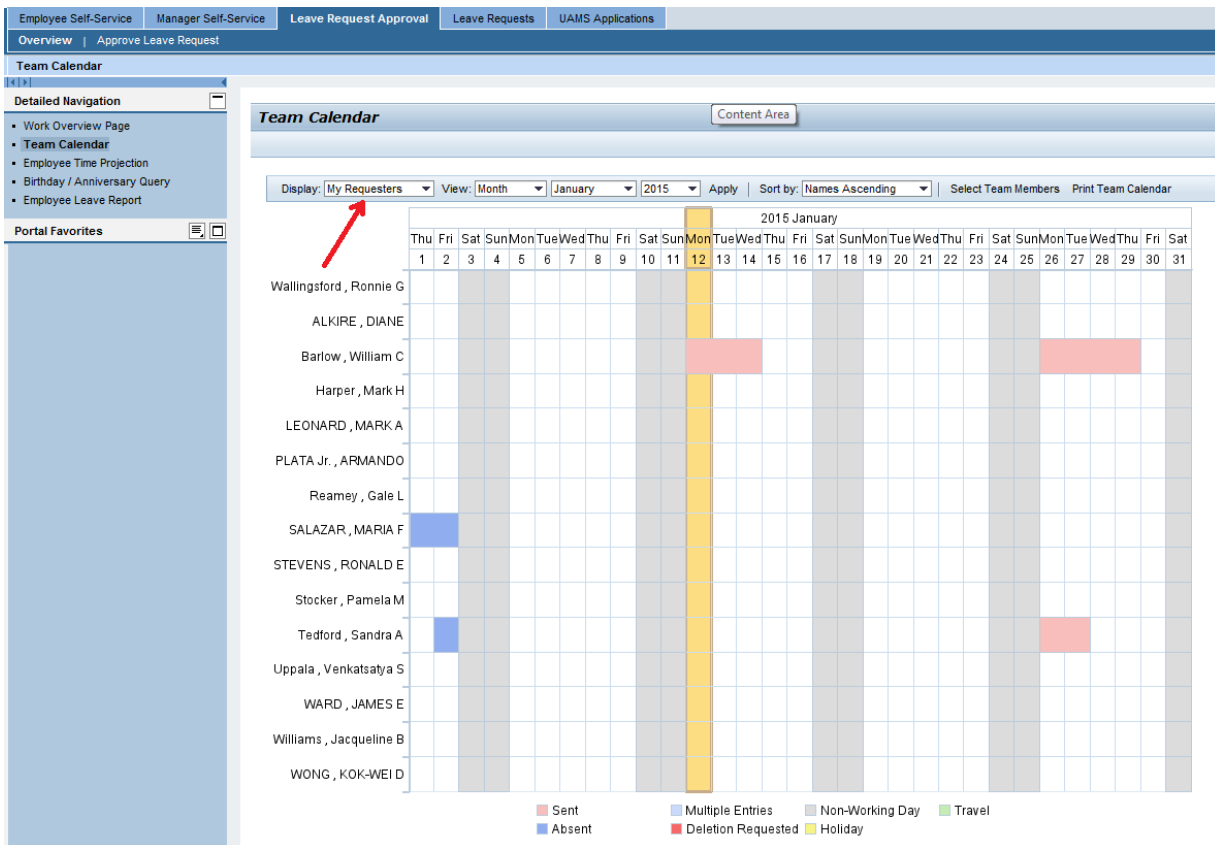 Employee Self-Service Manager Self-Service Leave Request Approval Leave Requests UAMS Applications
Overview | Approve Leave Request
Team Calendar
Detailed Navigation
Work Overview Page
Team Calendar
Employee Time Projection
Birthday / Anniversary Query
Employee Leave Report
Portal Favorites
Team Calendar
Content Area
Display: My Requesters View: Month January 2015 Apply Sort by: Names Ascending Select Team Members Print Team Calendar
2015 January
Thu Fri Sat Sun Mon Tue Wed Thu Fri Sat Sun Mon Tue Wed Thu Fri Sat Sun Mon Tue Wed Thu Fri Sat Sun Mon Tue Wed Thu Fri Sat
1 2 3 4 5 6 7 8 9 10 11 12 13 14 15 16 17 18 19 20 21 22 23 24 25 26 27 28 29 30 31
Wallingsford , Ronnie G
ALKIRE , DIANE
Barlow , William C
Harper , Mark H
LEONARD , MARK A
PLATA Jr. , ARMANDO
Reamey , Gale L
SALAZAR , MARIA F
STEVENS , RONALD E
Stocker , Pamela M
Tedford , Sandra A
Uppala , Venkatsatya S
WARD , JAMES E
Williams , Jacqueline B
WONG , KOK-WEI D
Sent Multiple Entries Non-Working Day Travel
Absent Deletion Requested Holiday